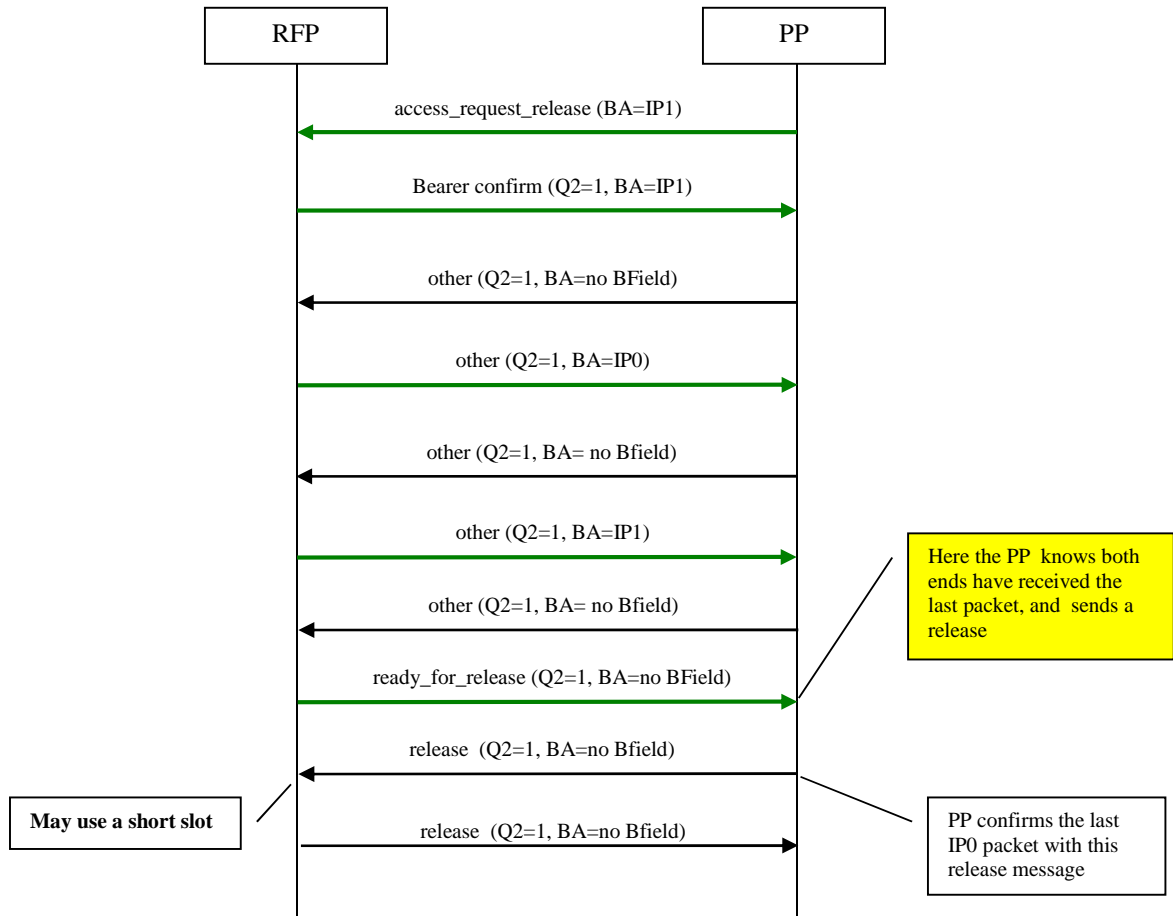 RFP
PP
access_request_release (BA=IP1)
Bearer confirm (Q2=1, BA=IP1)
other (Q2=1, BA=no BField)
other (Q2=1, BA=IP0)
other (Q2=1, BA= no Bfield)
other (Q2=1, BA=IP1)
Here the PP knows both
ends have received the
last packet, and sends a
release
other (Q2=1, BA= no Bfield)
ready_for_release (Q2=1, BA=no BField)
release (Q2=1, BA=no Bfield)
May use a short slot
release (Q2=1, BA=no Bfield)
PP confirms the last
IP0 packet with this
release message